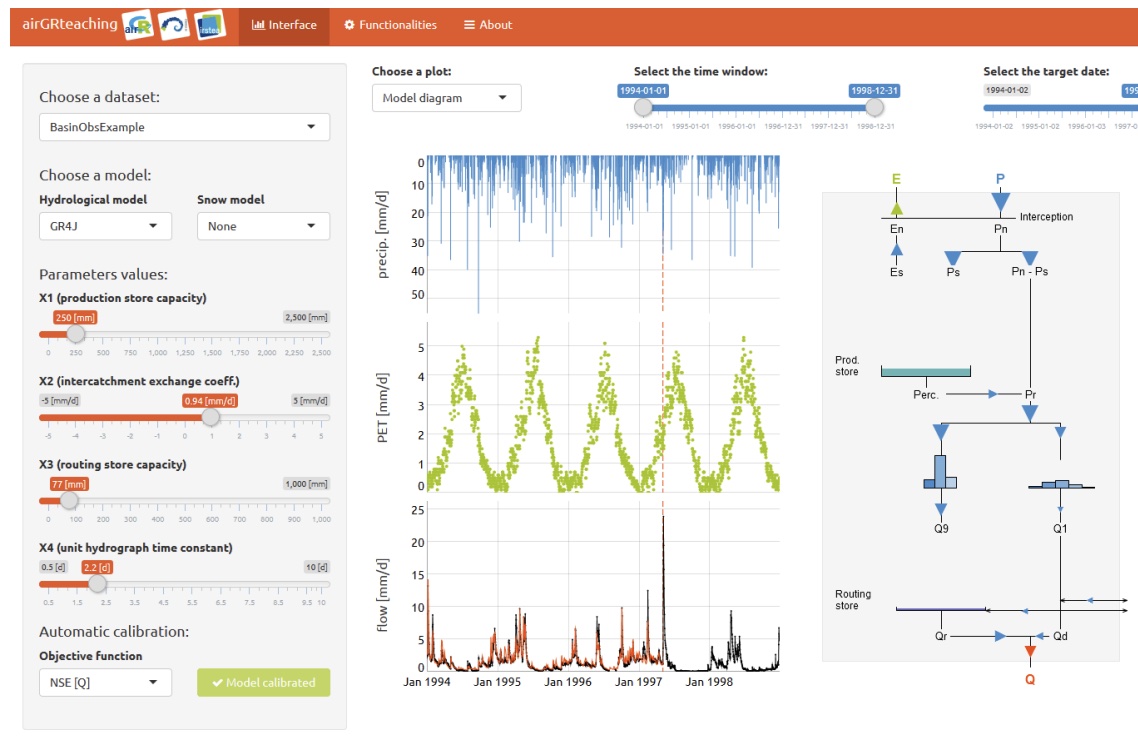 airGRteaching
Interface
Functionalities
About
Choose a dataset:
BasinObsExample
Choose a model:
Hydrological model
Snow model
GR4J
None
Parameters values:
X1 (production store capacity)
250 [mm]
2,500 [mm]
0 250 500 750 1,000 1,250 1,500 1,750 2,000 2,250 2,500
X2 (intercatchment exchange coeff.)
-5 [mm/d]
0.94 [mm/d]
5 [mm/d]
-5 -4 -3 -2 -1 0 1 2 3 4 5
X3 (routing store capacity)
77 [mm]
1,000 [mm]
0 100 200 300 400 500 600 700 800 900 1,000
X4 (unit hydrograph time constant)
0.5 [d]
2.2 [d]
10 [d]
0.5 1.5 2.5 3.5 4.5 5.5 6.5 7.5 8.5 9.5 10
Automatic calibration:
Objective function
NSE [Q]
Model calibrated
Choose a plot:
Model diagram
Select the time window:
1994-01-01
1998-12-31
1994-01-01 1995-01-01 1996-01-01 1996-12-31 1997-12-31 1998-12-31
Select the target date:
1994-01-02
1994-01-02 1995-01-02 1996-01-03
precip. [mm/d]
0
10
20
30
40
50
PET [mm/d]
5
4
3
2
1
0
flow [mm/d]
25
20
15
10
5
0
Jan 1994 Jan 1995 Jan 1996 Jan 1997 Jan 1998
E
P
Interception
En
Pn
Es
Ps
Pn - Ps
Prod.
store
Perc.
Pr
Q9
Q1
Routing
store
Qr
Qd
Q